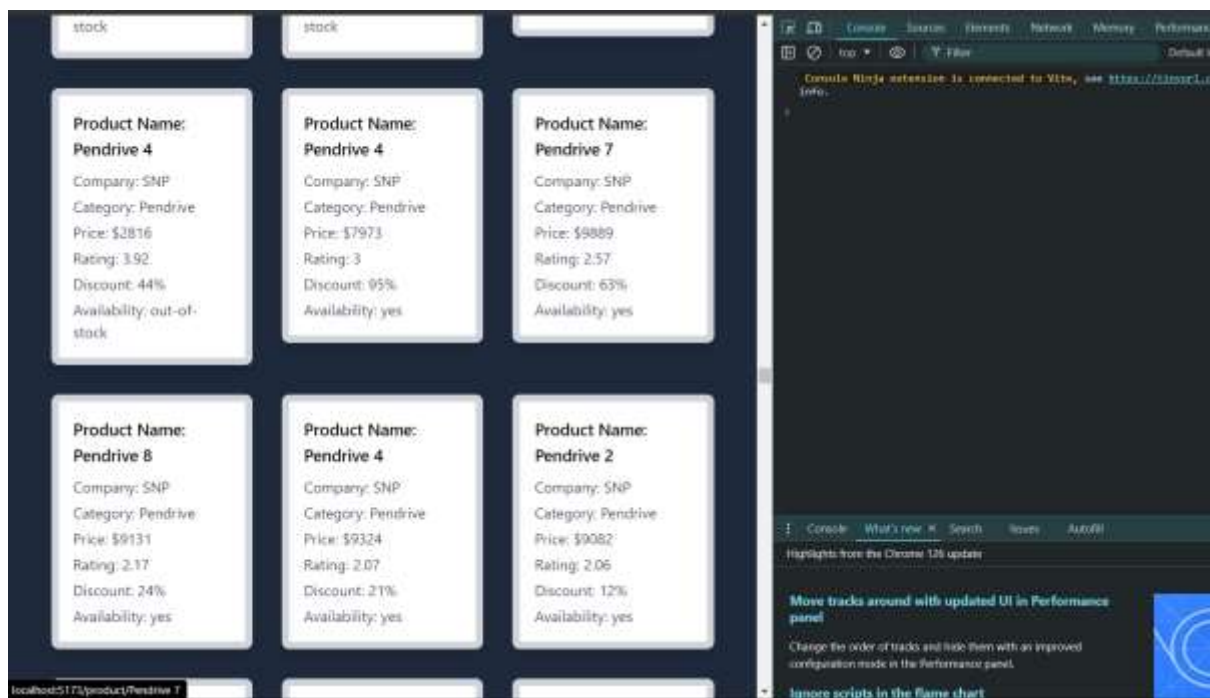 stock
stock
Product Name:
Pendrive 4
Company: SNP
Category: Pendrive
Price: $2816
Rating: 3.92
Discount: 44%
Availability: out-of-
stock
Product Name:
Pendrive 4
Company: SNP
Category: Pendrive
Price: $7973
Rating: 3
Discount: 95%
Availability: yes
Product Name:
Pendrive 7
Company: SNP
Category: Pendrive
Price: $9889
Rating: 2.57
Discount: 63%
Availability: yes
Product Name:
Pendrive 8
Company: SNP
Category: Pendrive
Price: $9131
Rating: 2.17
Discount: 24%
Availability: yes
Product Name:
Pendrive 4
Company: SNP
Category: Pendrive
Price: $9324
Rating: 2.07
Discount: 21%
Availability: yes
Product Name:
Pendrive 2
Company: SNP
Category: Pendrive
Price: $9082
Rating: 2.06
Discount: 12%
Availability: yes
localhost:5173/product/Pendrive 7
Console Sources Elements Network Memory Performanc
top Filter Default
Console Ninja extension is connected to Vite, see
info.
Console What's new Search Issues Autofill
Highlights from the Chrome 126 update
Move tracks around with updated UI in Performance
panel
Change the order of tracks and hide them with an improved
configuration mode in the Performance panel.
Ignore scripts in the flame chart